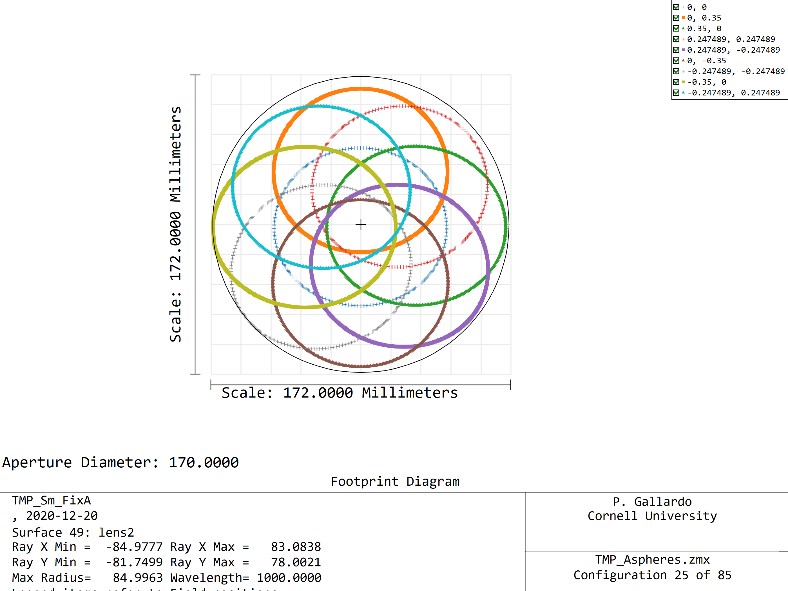 0, 0
0, 0.35
0.35, 0
0.247489, 0.247489
0.247489, -0.247489
0, -0.35
-0.247489, -0.247489
-0.35, 0
-0.247489, 0.247489
Scale: 172.0000 Millimeters
Scale: 172.0000 Millimeters
Aperture Diameter: 170.0000
Footprint Diagram
TMP_Sm_FixA
, 2020-12-20
Surface 49: lens2
Ray X Min = -84.9777 Ray X Max = 83.0838
Ray Y Min = -81.7499 Ray Y Max = 78.0021
Max Radius= 84.9963 Wavelength= 1000.0000
P. Gallardo
Cornell University
TMP_Aspheres.zmx
Configuration 25 of 85